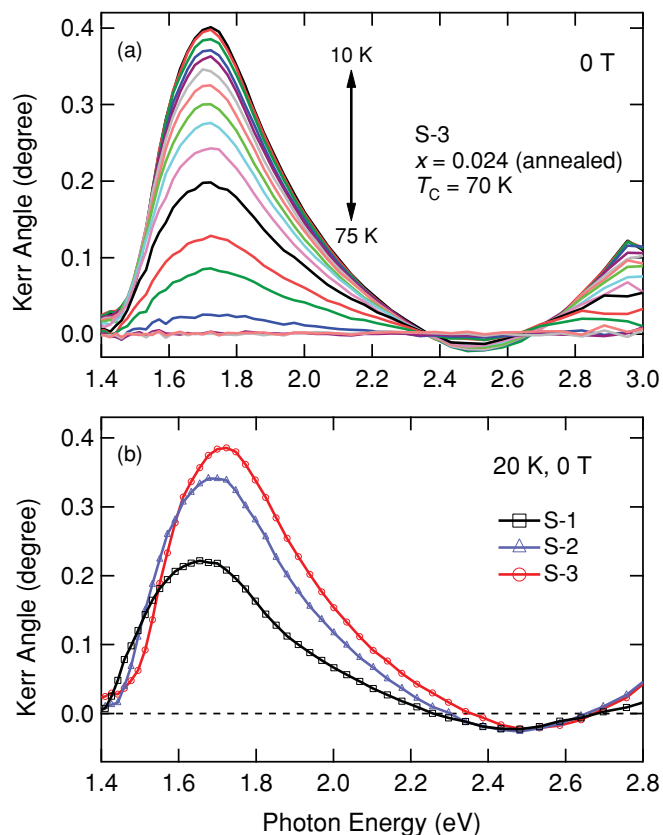 (a)
10 K
0 T
S-3
x = 0.024 (annealed)
T_C = 70 K
75 K
Kerr Angle (degree)
0.4
0.3
0.2
0.1
0.0
1.4 1.6 1.8 2.0 2.2 2.4 2.6 2.8 3.0
(b)
20 K, 0 T
S-1
S-2
S-3
Kerr Angle (degree)
0.4
0.3
0.2
0.1
0.0
1.4 1.6 1.8 2.0 2.2 2.4 2.6 2.8
Photon Energy (eV)